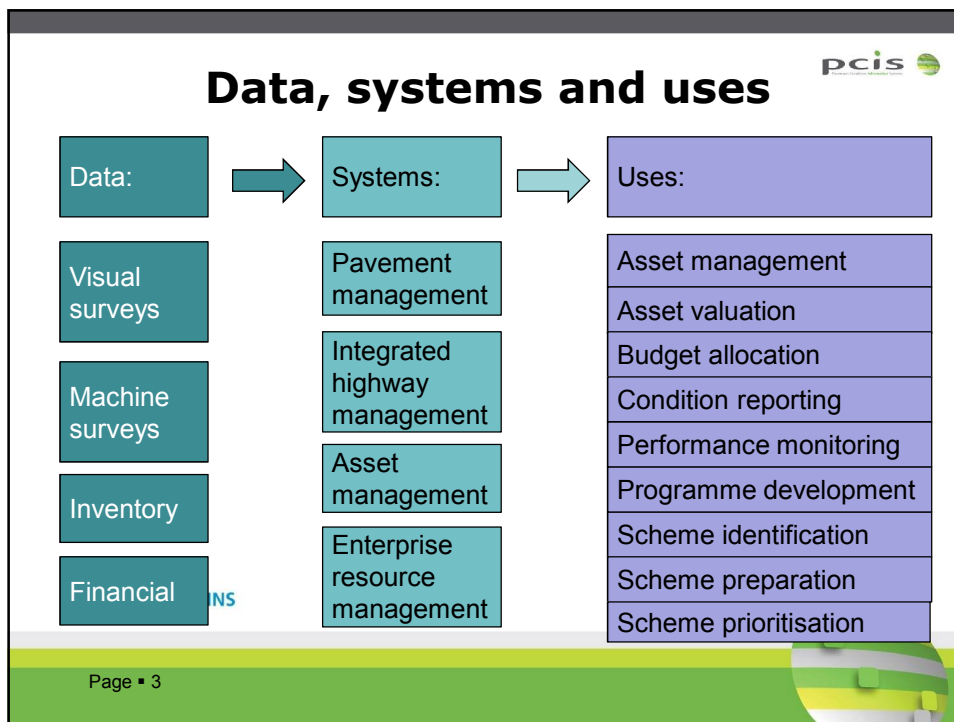 pcis
Data, systems and uses
Data:
Systems:
Uses:
Visual
surveys
Machine
surveys
Inventory
Financial
INS
Pavement
management
Integrated
highway
management
Asset
management
Enterprise
resource
management
Asset management
Asset valuation
Budget allocation
Condition reporting
Performance monitoring
Programme development
Scheme identification
Scheme preparation
Scheme prioritisation
Page ▪ 3